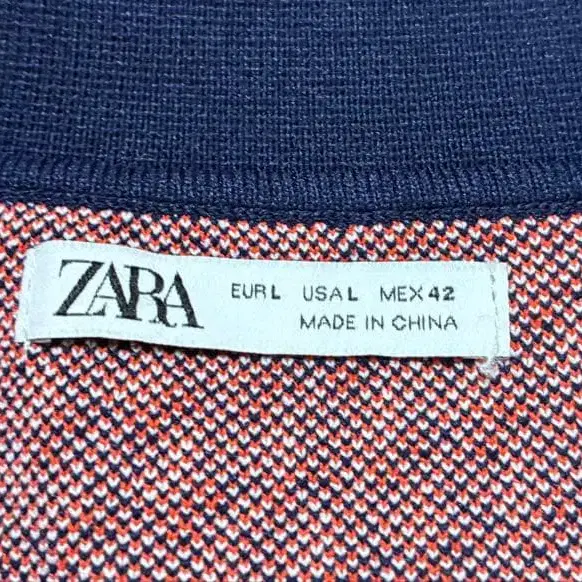 ZARA EUR L USA L MEX 42
MADE IN CHINA